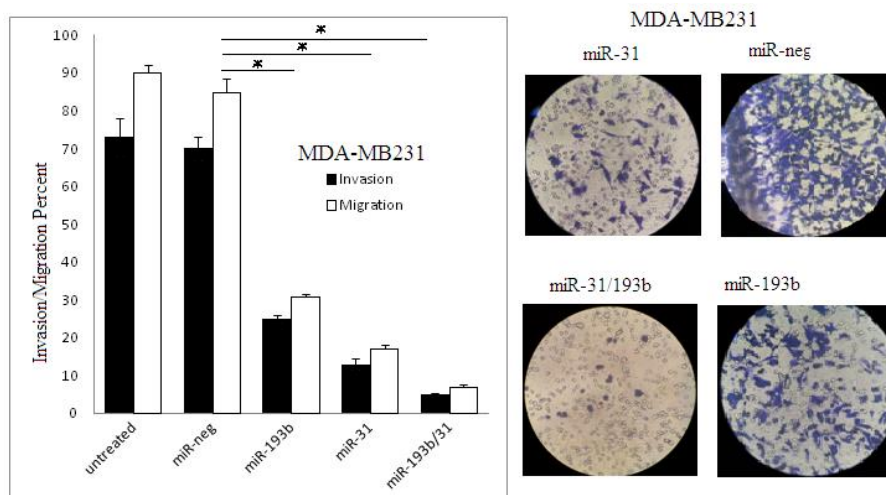 100
90
80
70
60
50
40
30
20
10
0
Invasion/Migration Percent
*
*
*
MDA-MB231
Invasion
Migration
untreated
miR-neg
miR-193b
miR-31
miR-193b/31
MDA-MB231
miR-31
miR-neg
miR-31/193b
miR-193b